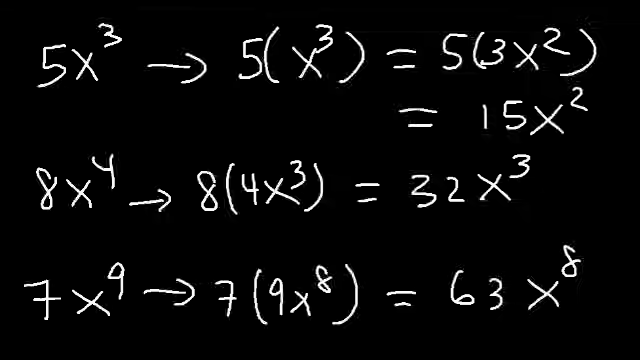 5x³ → 5(x³) = 5(3x²)
= 15x²
8x⁴ → 8(4x³) = 32x³
7x⁹ → 7(9x⁸) = 63x⁸